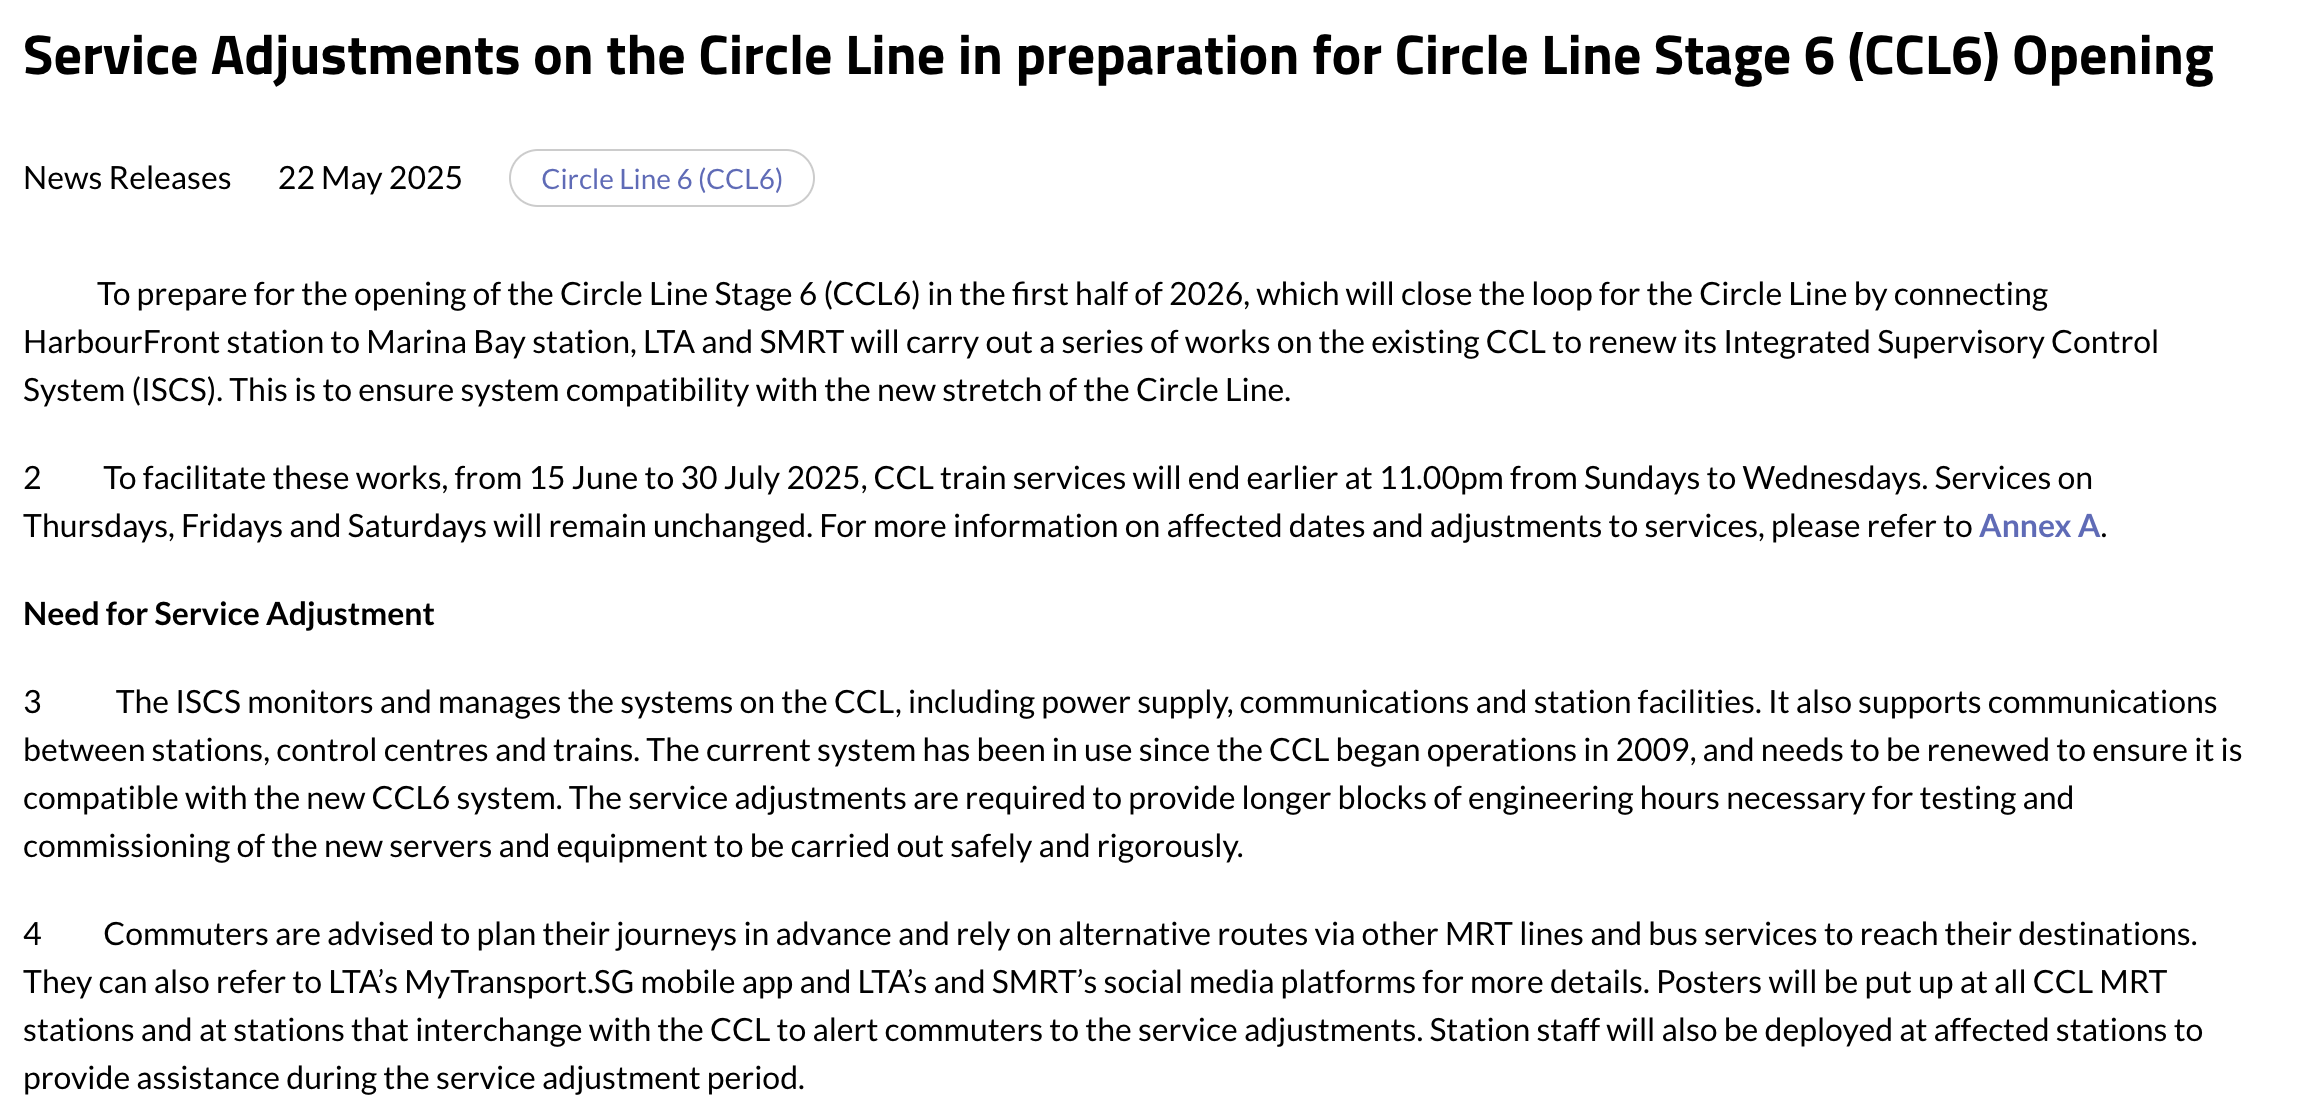 Service Adjustments on the Circle Line in preparation for Circle Line Stage 6 (CCL6) Opening
News Releases 22 May 2025 Circle Line 6 (CCL6)
To prepare for the opening of the Circle Line Stage 6 (CCL6) in the first half of 2026, which will close the loop for the Circle Line by connecting
HarbourFront station to Marina Bay station, LTA and SMRT will carry out a series of works on the existing CCL to renew its Integrated Supervisory Control
System (ISCS). This is to ensure system compatibility with the new stretch of the Circle Line.
2 To facilitate these works, from 15 June to 30 July 2025, CCL train services will end earlier at 11.00pm from Sundays to Wednesdays. Services on
Thursdays, Fridays and Saturdays will remain unchanged. For more information on affected dates and adjustments to services, please refer to Annex A.
Need for Service Adjustment
3 The ISCS monitors and manages the systems on the CCL, including power supply, communications and station facilities. It also supports communications
between stations, control centres and trains. The current system has been in use since the CCL began operations in 2009, and needs to be renewed to ensure it is
compatible with the new CCL6 system. The service adjustments are required to provide longer blocks of engineering hours necessary for testing and
commissioning of the new servers and equipment to be carried out safely and rigorously.
4 Commuters are advised to plan their journeys in advance and rely on alternative routes via other MRT lines and bus services to reach their destinations.
They can also refer to LTA’s MyTransport.SG mobile app and LTA’s and SMRT’s social media platforms for more details. Posters will be put up at all CCL MRT
stations and at stations that interchange with the CCL to alert commuters to the service adjustments. Station staff will also be deployed at affected stations to
provide assistance during the service adjustment period.